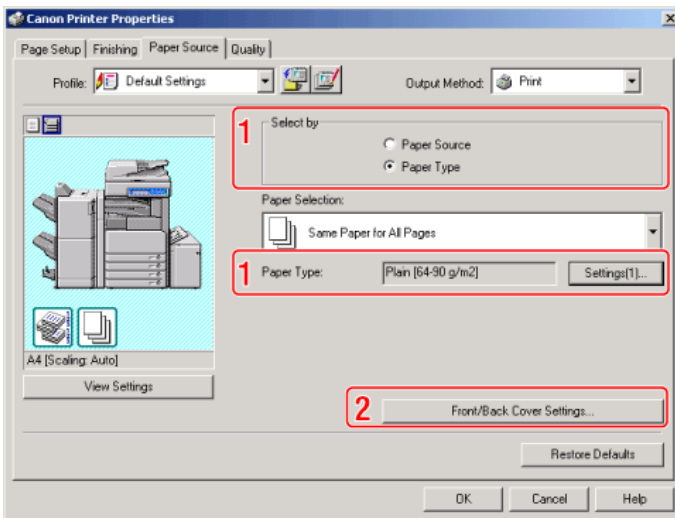 Canon Printer Properties
Page Setup
Finishing
Paper Source
Quality
Profile:
Default Settings
Output Method:
Print
1
Select by
Paper Source
Paper Type
Paper Selection:
Same Paper for All Pages
1
Paper Type:
Plain [64-90 g/m2]
Settings(1)...
A4 [Scaling: Auto]
View Settings
2
Front/Back Cover Settings...
Restore Defaults
OK
Cancel
Help